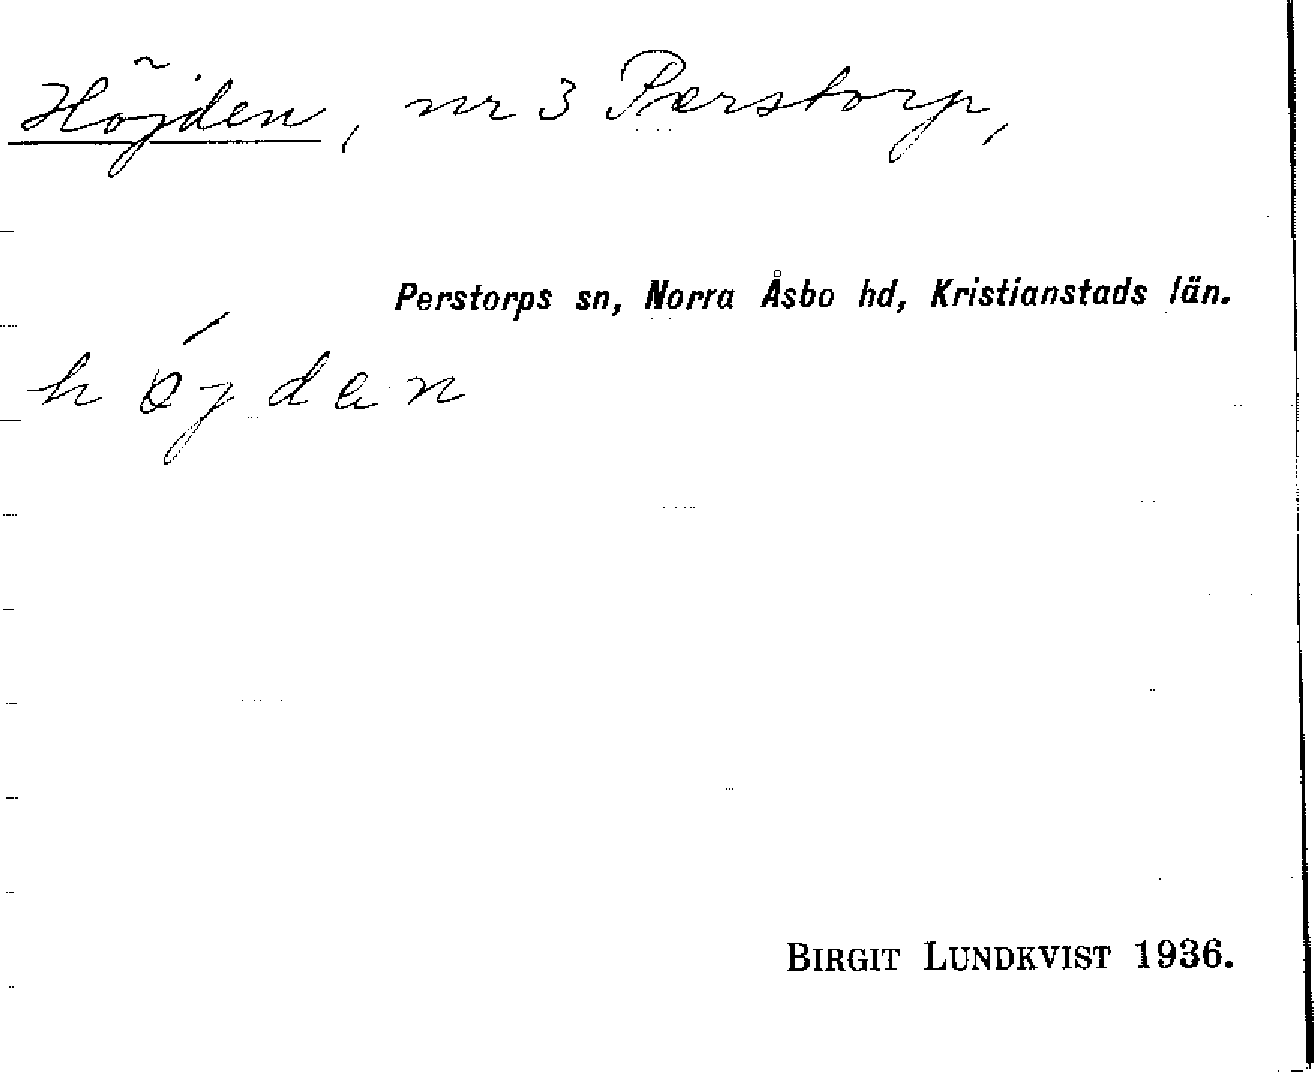 Höjden, nr 3 Perstorp,
Perstorps sn, Norra Åsbo hd, Kristianstads län.
BIRGIT LUNDKVIST 1936.